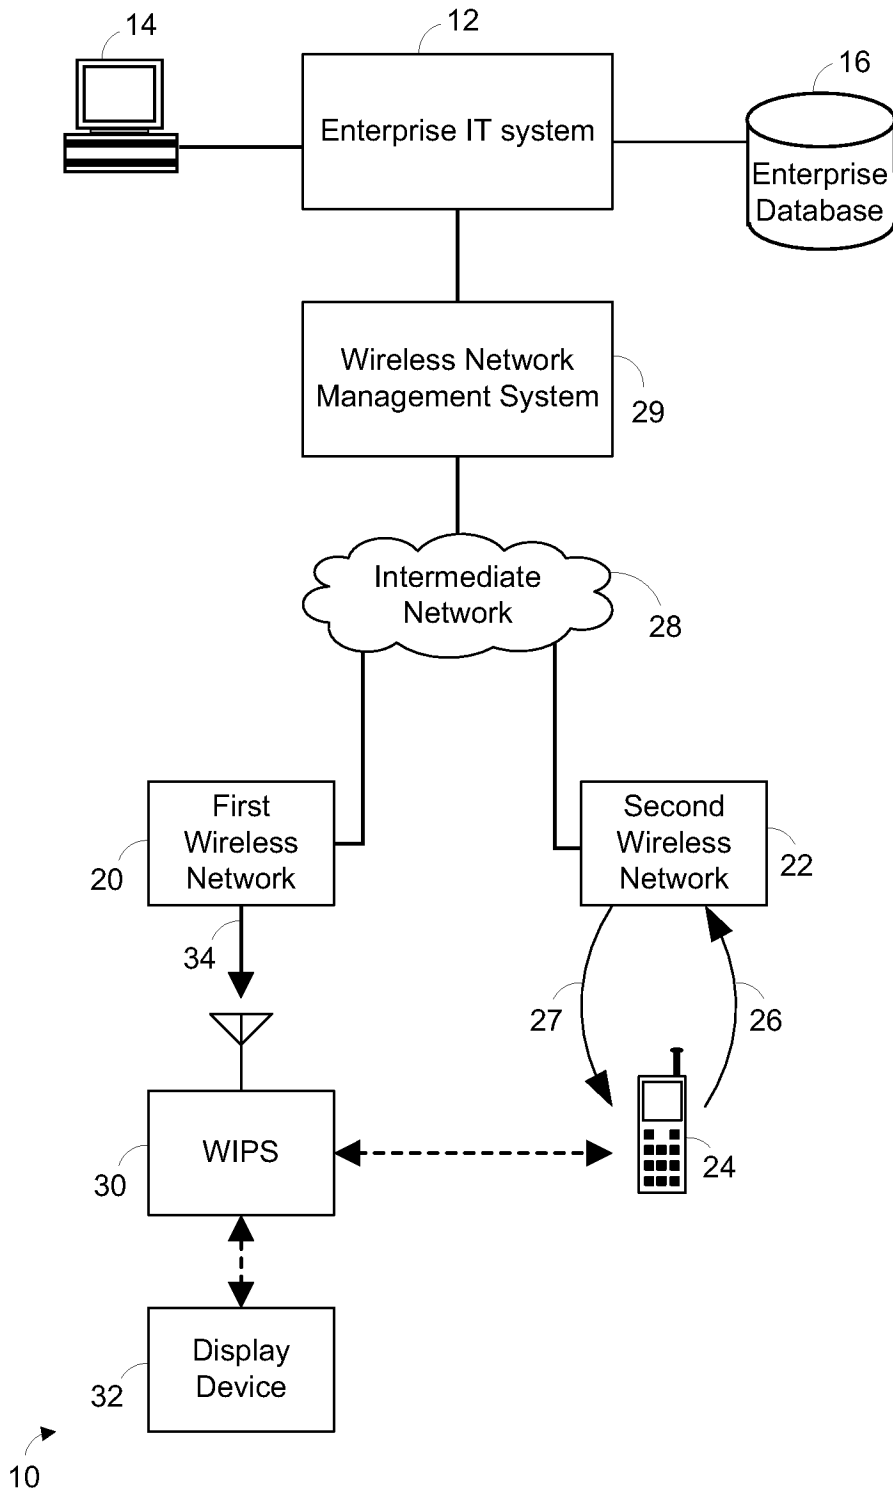 14
12
16
Enterprise IT system
Enterprise
Database
Wireless Network
Management System
29
Intermediate
Network
28
First
Wireless
Network
20
Second
Wireless
Network
22
34
27
26
WIPS
30
24
Display
Device
32
10